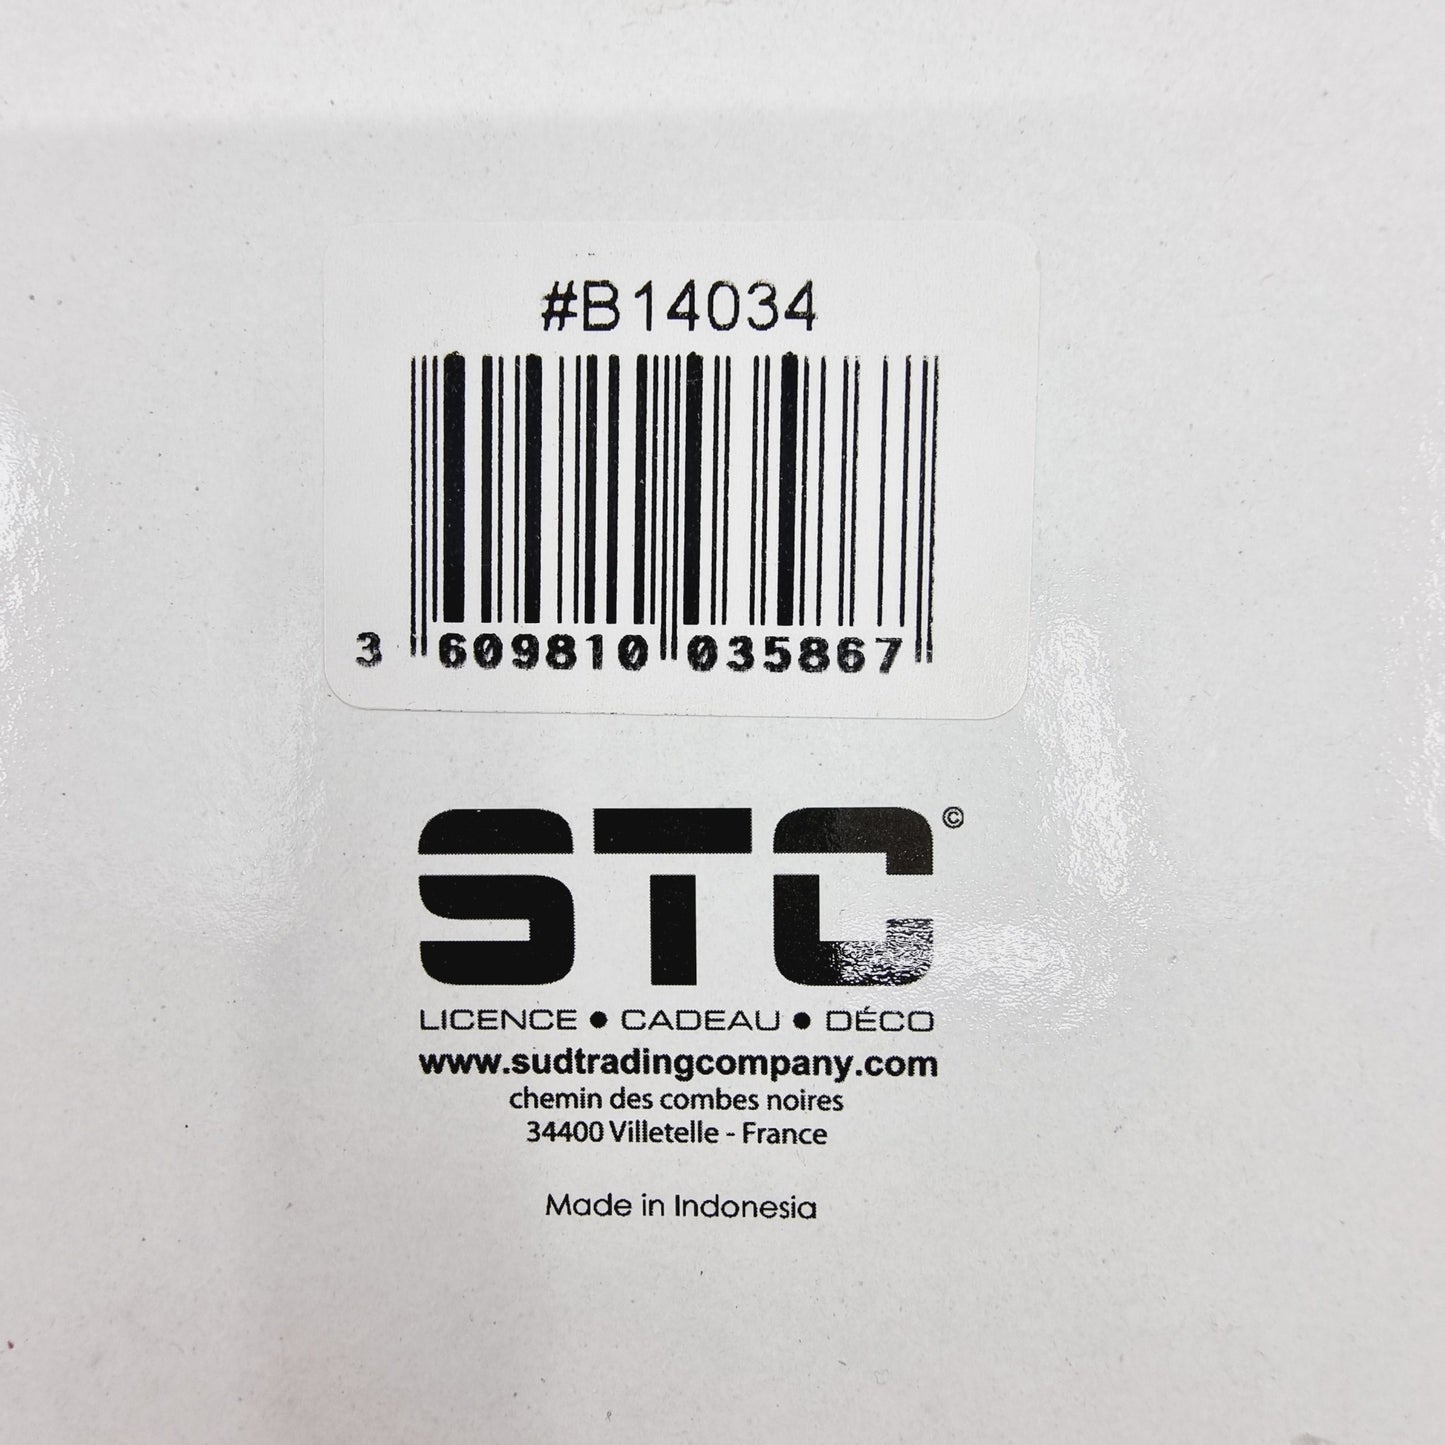 #B14034
3 609810 035867
STC©
LICENCE • CADEAU • DÉCO
www.sudtradingcompany.com
chemin des combes noires
34400 Villetelle - France
Made in Indonesia